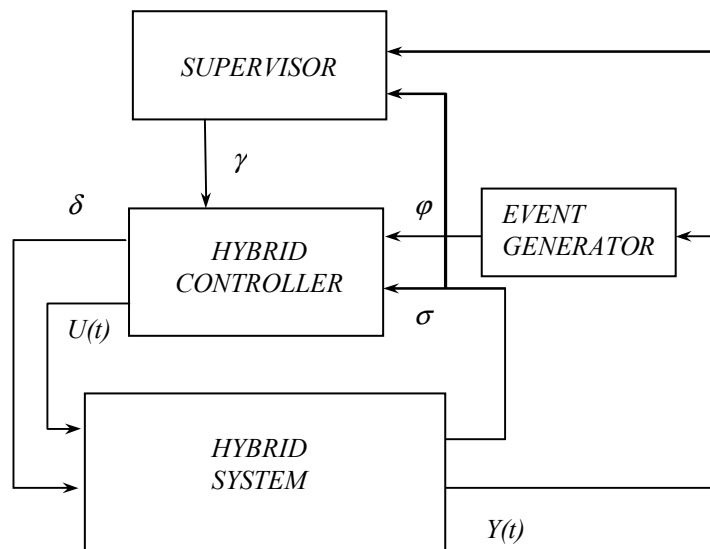 SUPERVISOR
γ
δ
φ
EVENT
GENERATOR
HYBRID
CONTROLLER
U(t)
σ
HYBRID
SYSTEM
Y(t)